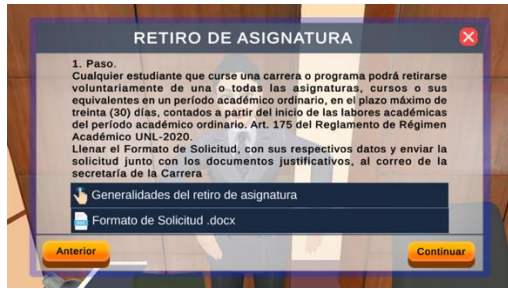 RETIRO DE ASIGNATURA
1. Paso.
Cualquier estudiante que curse una carrera o programa podrá retirarse
voluntariamente de una o todas las asignaturas, cursos o sus
equivalentes en un período académico ordinario, en el plazo máximo de
treinta (30) días, contados a partir del inicio de las labores académicas
del período académico ordinario. Art. 175 del Reglamento de Régimen
Académico UNL-2020.
Llenar el Formato de Solicitud, con sus respectivos datos y enviar la
solicitud junto con los documentos justificativos, al correo de la
secretaría de la Carrera
Generalidades del retiro de asignatura
Formato de Solicitud .docx
Anterior
Continuar